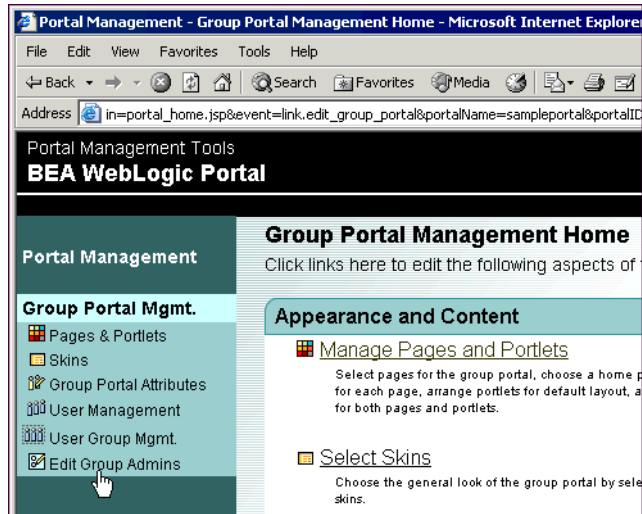 Portal Management - Group Portal Management Home - Microsoft Internet Explorer
File Edit View Favorites Tools Help
Back Search Favorites Media
Address in=portal_home.jsp&event=link.edit_group_portal&portalName=sampleportal&portalID
Portal Management Tools
BEA WebLogic Portal
Portal Management
Group Portal Mgmt.
Pages & Portlets
Skins
Group Portal Attributes
User Management
User Group Mgmt.
Edit Group Admins
Group Portal Management Home
Click links here to edit the following aspects of
Appearance and Content
Manage Pages and Portlets
Select pages for the group portal, choose a home p
for each page, arrange portlets for default layout, a
for both pages and portlets.
Select Skins
Choose the general look of the group portal by sele
skins.